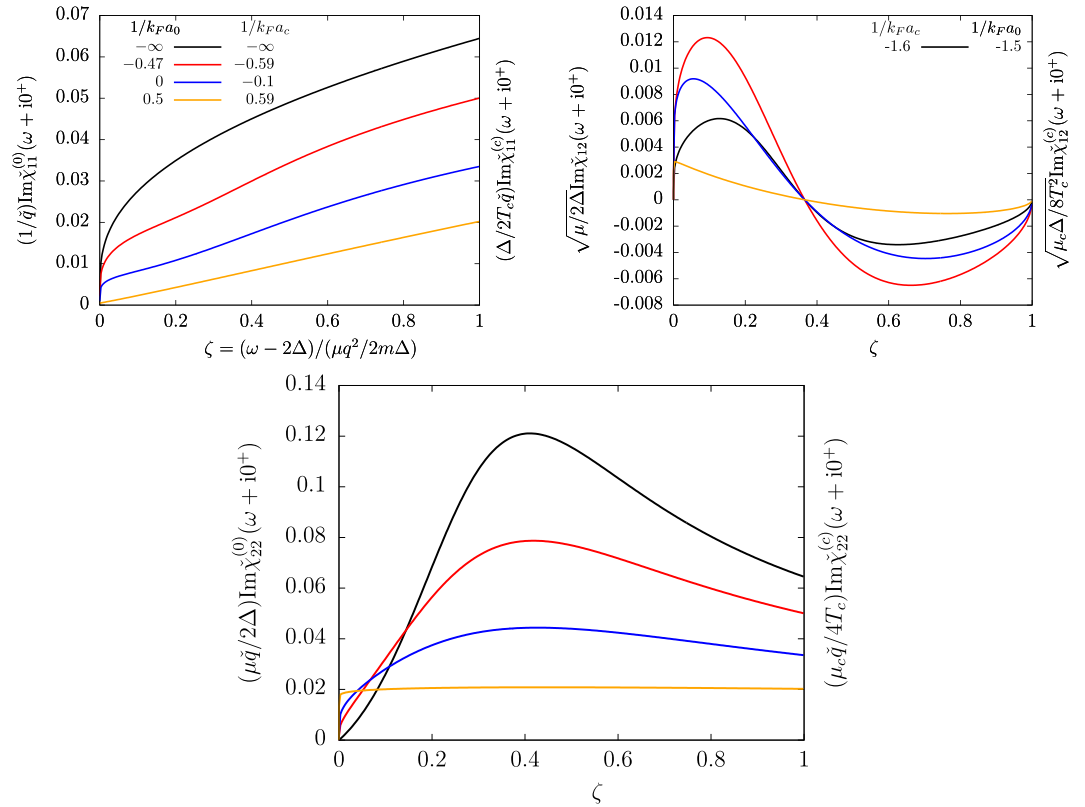 1/k_F a_0 1/k_F a_c
−∞ −∞
−0.47 −0.59
0 −0.1
0.5 0.59
0.07
0.06
0.05
0.04
0.03
0.02
0.01
0
0 0.2 0.4 0.6 0.8 1
(1/q̌)Imχ̌₁₁^(0)(ω + i0⁺)
(Δ/2T_c q̌)Imχ̌₁₁^(c)(ω + i0⁺)
ζ = (ω − 2Δ)/(μq²/2mΔ)
1/k_F a_c 1/k_F a_0
-1.6 -1.5
0.014
0.012
0.01
0.008
0.006
0.004
0.002
0
-0.002
-0.004
-0.006
-0.008
0 0.2 0.4 0.6 0.8 1
√μ/2Δ Imχ̌₁₂(ω + i0⁺)
√μ_cΔ/8T_c² Imχ̌₁₂^(c)(ω + i0⁺)
ζ
0.14
0.12
0.1
0.08
0.06
0.04
0.02
0
0 0.2 0.4 0.6 0.8 1
(μq̌/2Δ)Imχ̌₂₂^(0)(ω + i0⁺)
(μ_c q̌/4T_c)Imχ̌₂₂^(c)(ω + i0⁺)
ζ